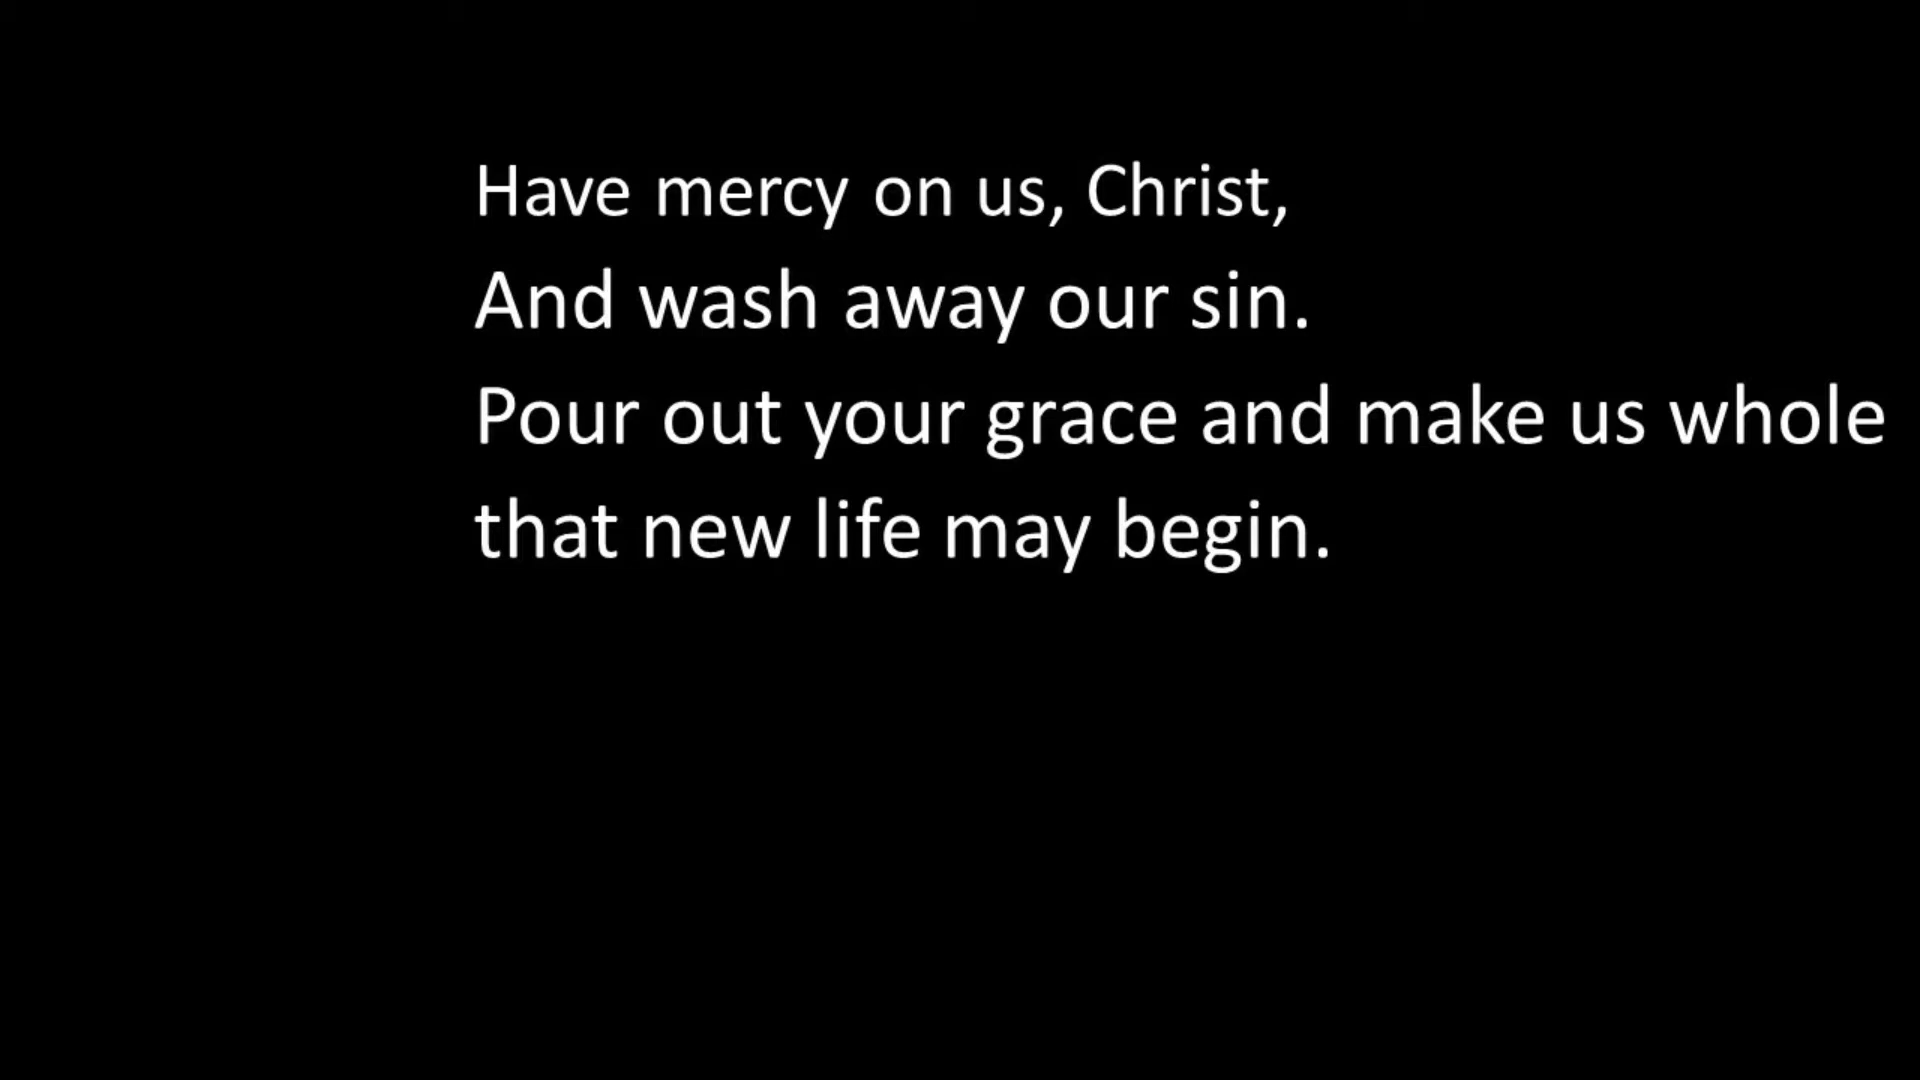 Have mercy on us, Christ,
And wash away our sin.
Pour out your grace and make us whole
that new life may begin.